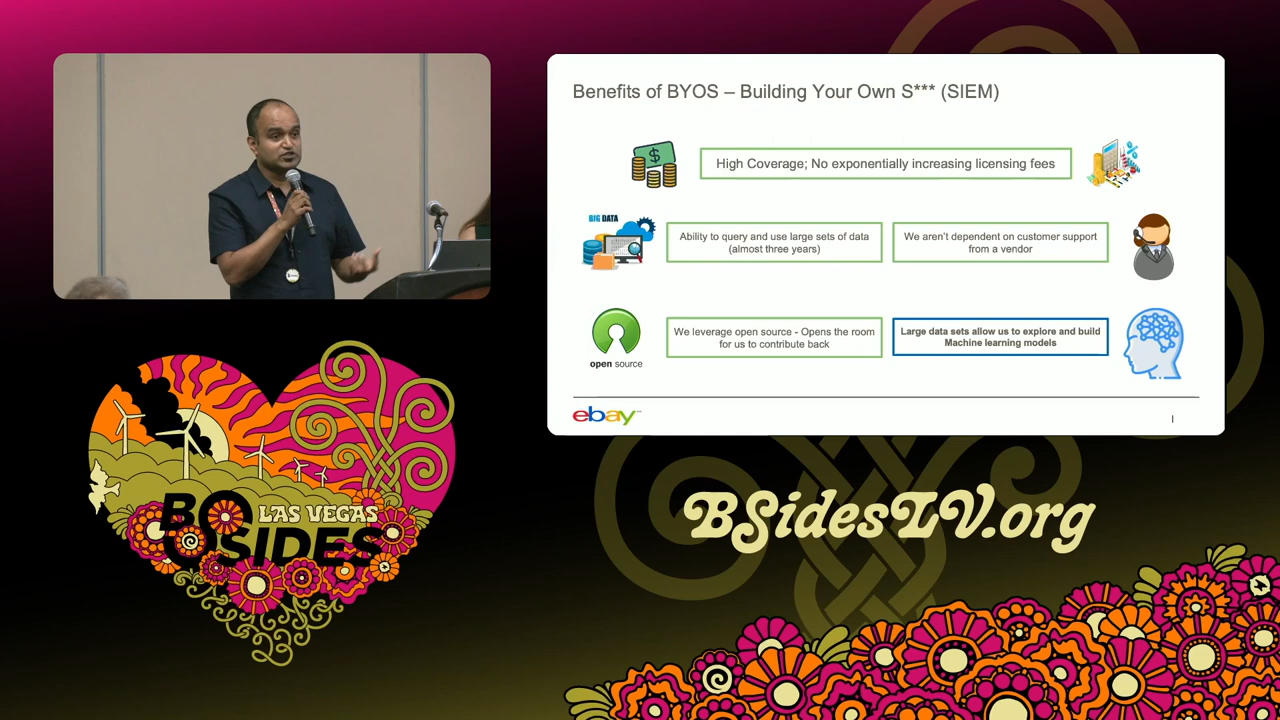 Benefits of BYOS – Building Your Own S*** (SIEM)
High Coverage; No exponentially increasing licensing fees
BIG DATA
Ability to query and use large sets of data
(almost three years)
We aren't dependent on customer support
from a vendor
We leverage open source - Opens the room
for us to contribute back
Large data sets allow us to explore and build
Machine learning models
open source
ebay
BSidesLV.org
LAS VEGAS
BSIDES
23